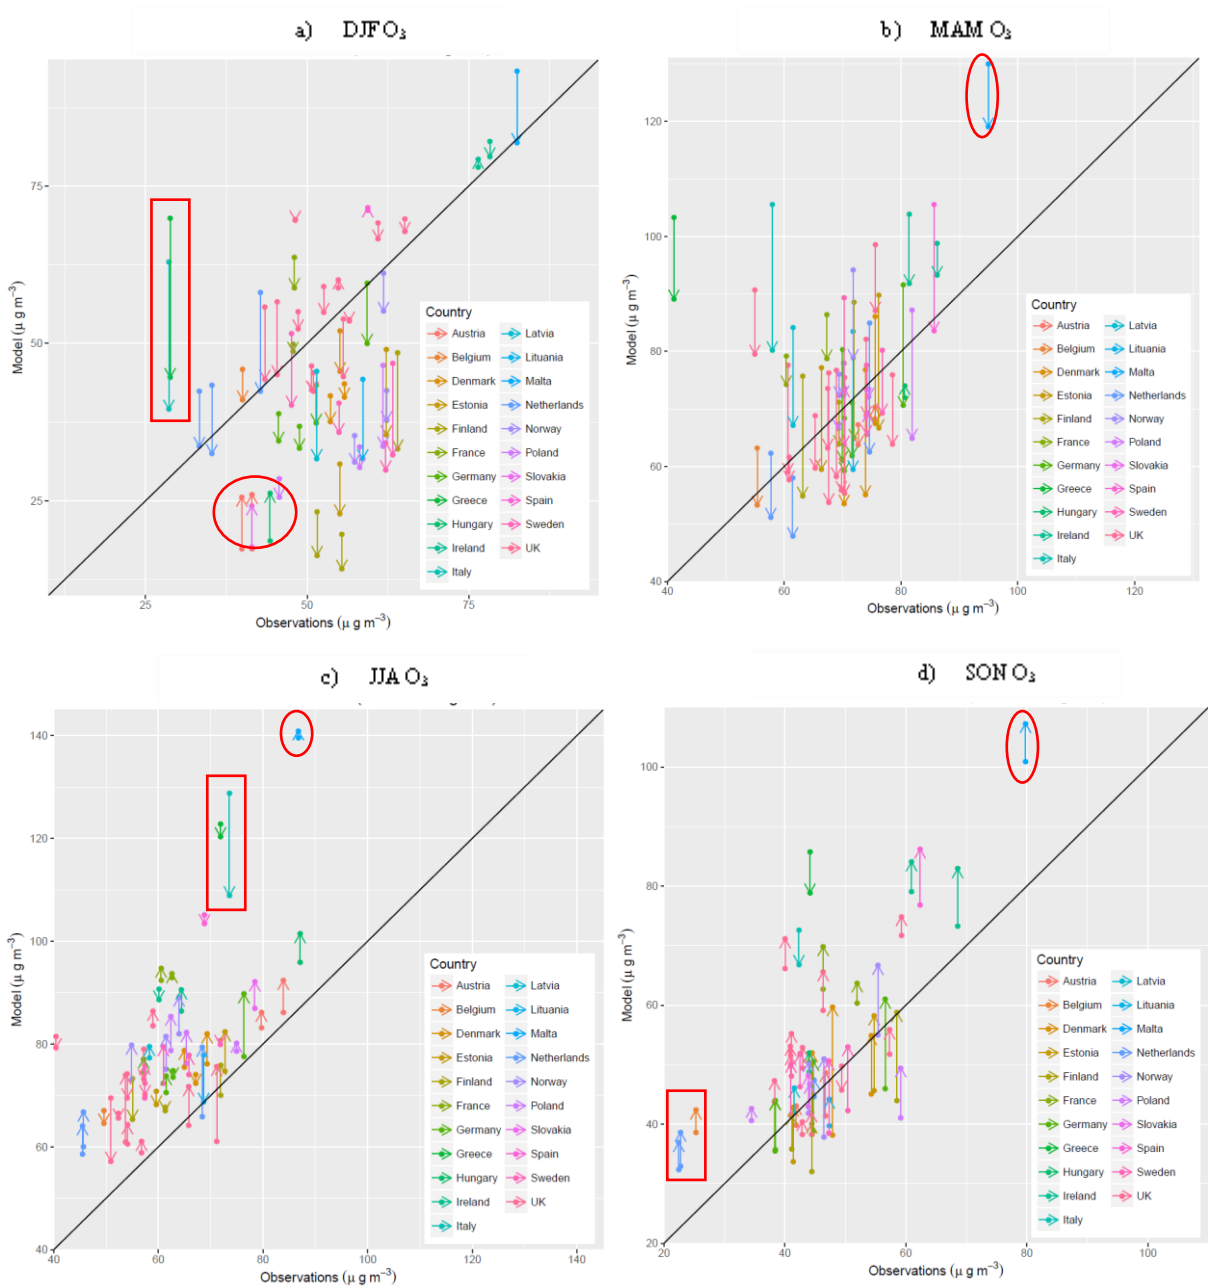 a) DJF O₃
b) MAM O₃
Model (µ g m⁻³)
75
50
25
25
50
75
Observations (µ g m⁻³)
Country
Austria
Belgium
Denmark
Estonia
Finland
France
Germany
Greece
Hungary
Ireland
Italy
Latvia
Lituania
Malta
Netherlands
Norway
Poland
Slovakia
Spain
Sweden
UK
Model (µ g m⁻³)
120
100
80
60
40
40
60
80
100
120
Observations (µ g m⁻³)
Country
Austria
Belgium
Denmark
Estonia
Finland
France
Germany
Greece
Hungary
Ireland
Italy
Latvia
Lituania
Malta
Netherlands
Norway
Poland
Slovakia
Spain
Sweden
UK
c) JJA O₃
d) SON O₃
Model (µ g m⁻³)
140
120
100
80
60
40
40
60
80
100
120
140
Observations (µ g m⁻³)
Country
Austria
Belgium
Denmark
Estonia
Finland
France
Germany
Greece
Hungary
Ireland
Italy
Latvia
Lituania
Malta
Netherlands
Norway
Poland
Slovakia
Spain
Sweden
UK
Model (µ g m⁻³)
100
80
60
40
20
20
40
60
80
100
Observations (µ g m⁻³)
Country
Austria
Belgium
Denmark
Estonia
Finland
France
Germany
Greece
Hungary
Ireland
Italy
Latvia
Lituania
Malta
Netherlands
Norway
Poland
Slovakia
Spain
Sweden
UK